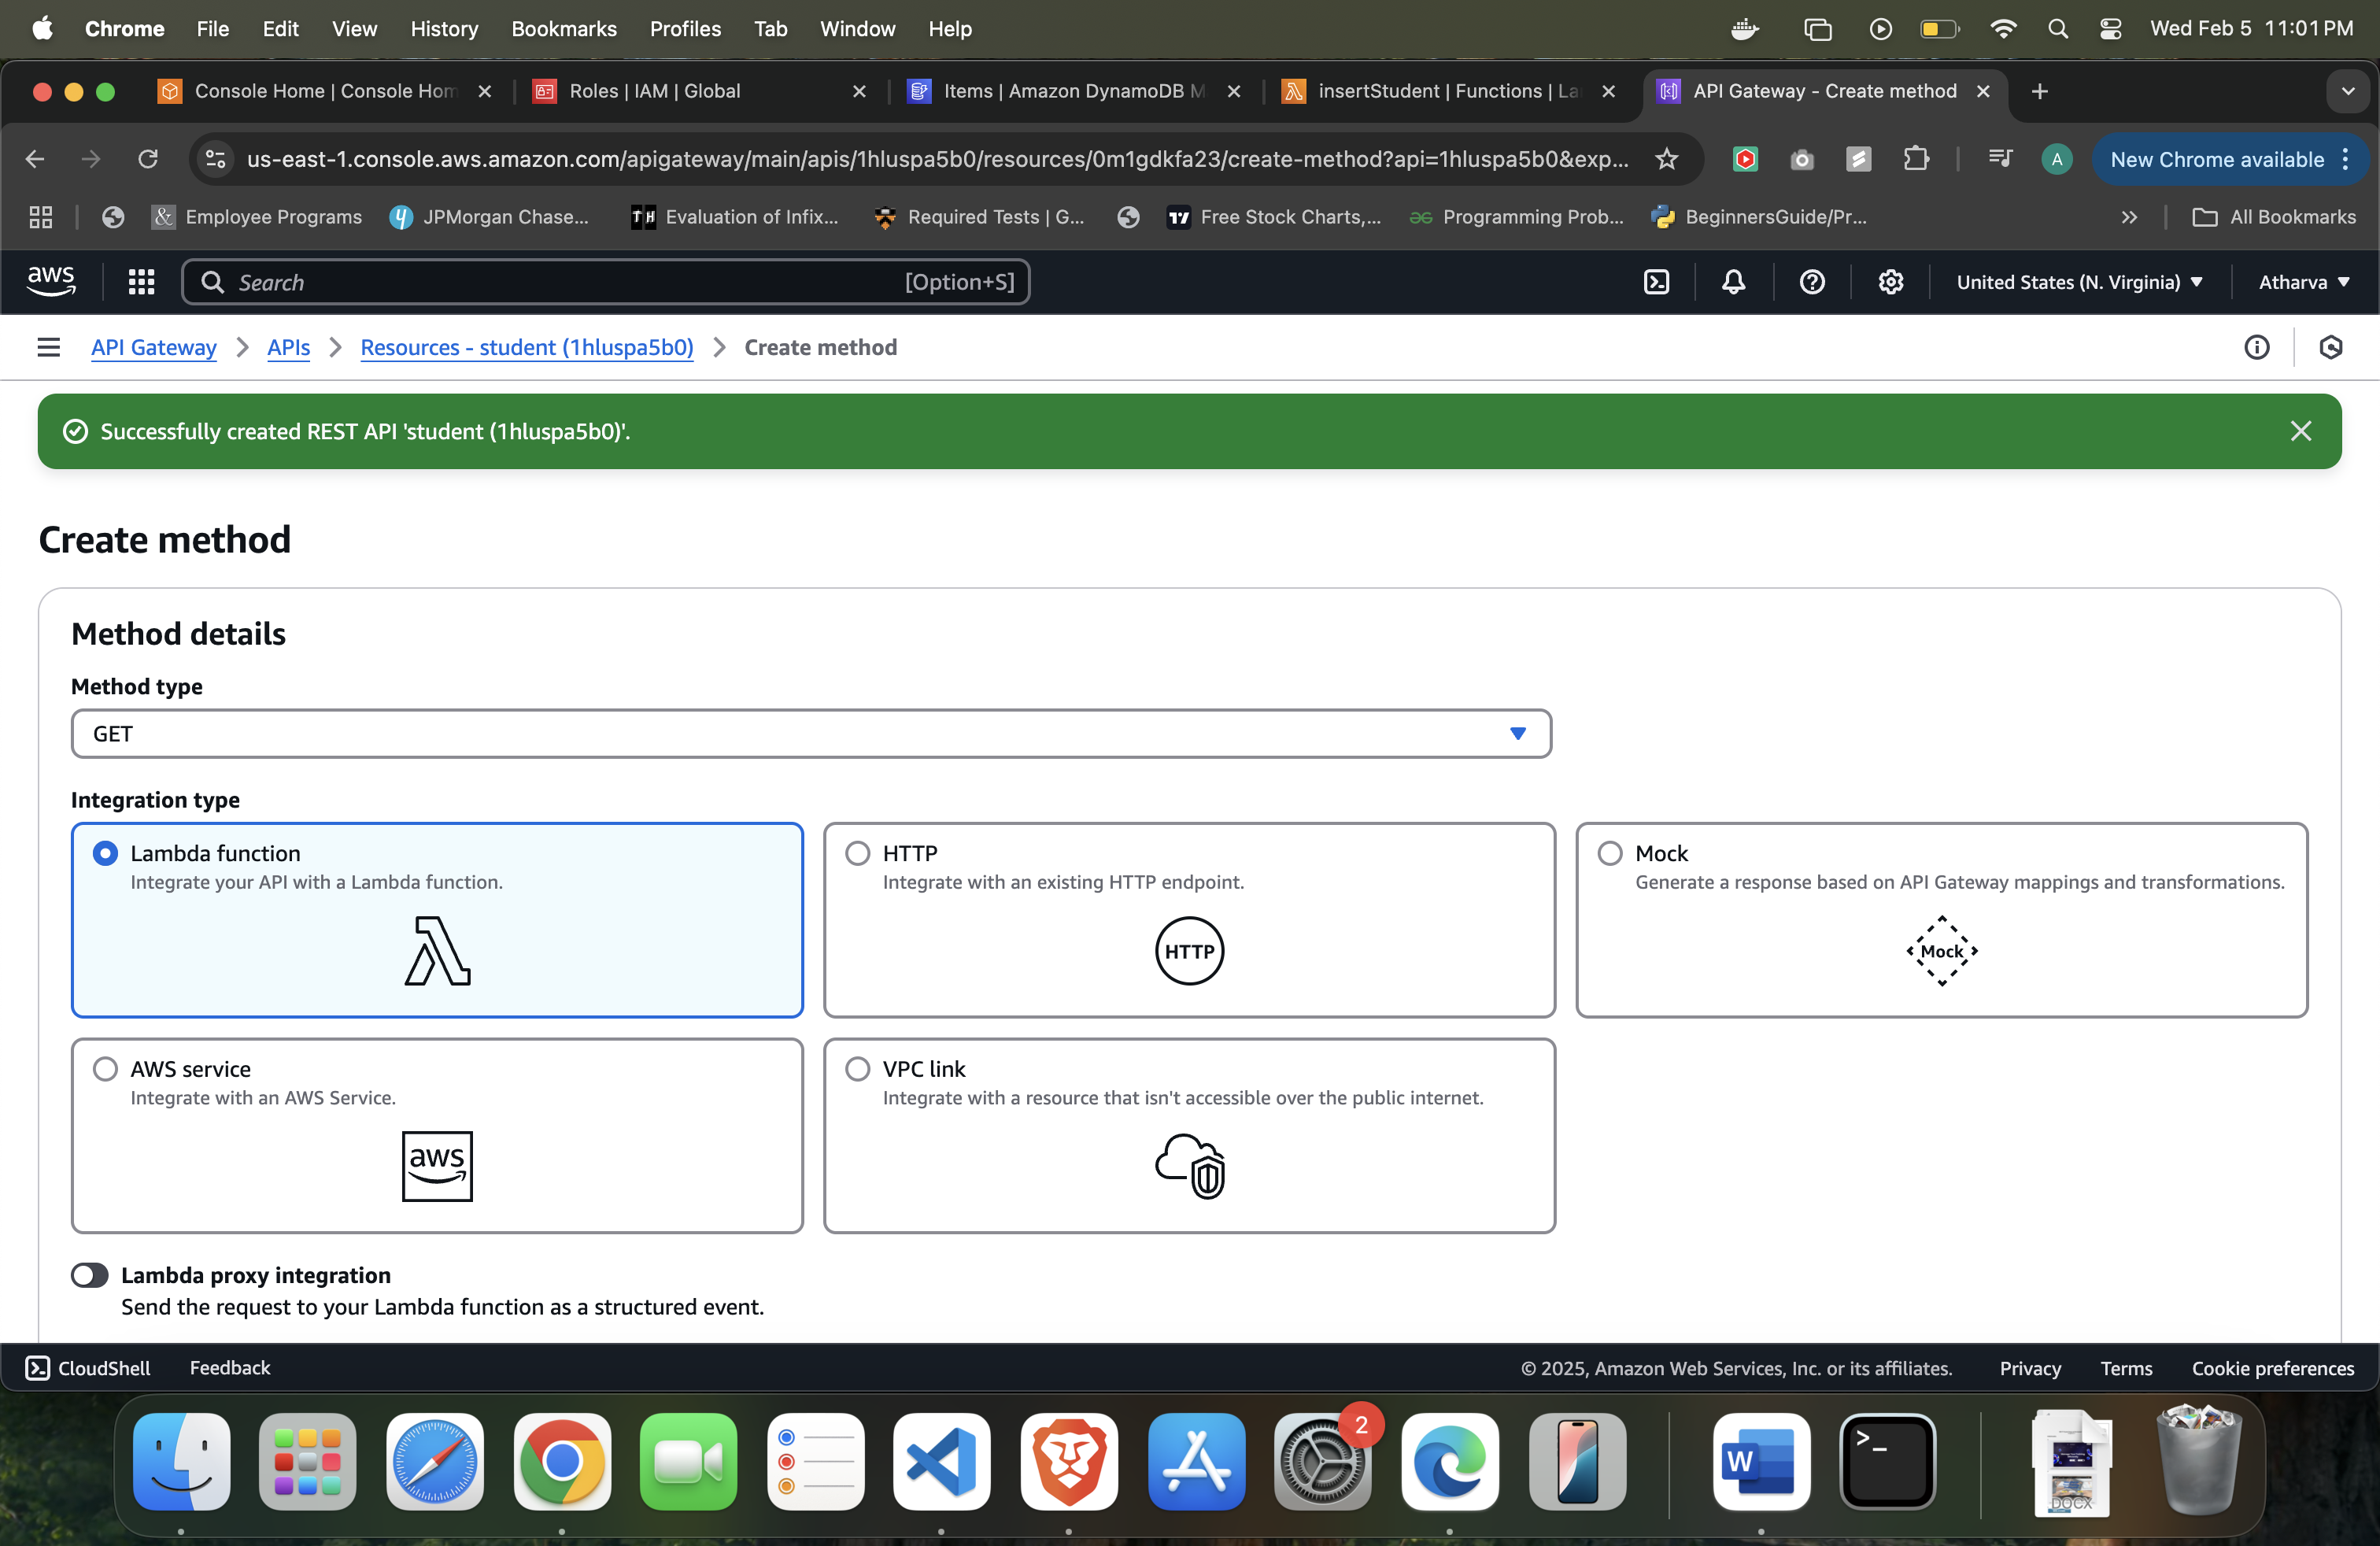 Chrome File Edit View History Bookmarks Profiles Tab Window Help Wed Feb 5 11:01 PM
Console Home | Console Hom Roles | IAM | Global Items | Amazon DynamoDB M insertStudent | Functions | La API Gateway - Create method
us-east-1.console.aws.amazon.com/apigateway/main/apis/1hluspa5b0/resources/0m1gdkfa23/create-method?api=1hluspa5b0&exp... A New Chrome available
& Employee Programs JPMorgan Chase... TH Evaluation of Infix... Required Tests | G... Free Stock Charts,... Programming Prob... BeginnersGuide/Pr... » All Bookmarks
aws Search [Option+S] United States (N. Virginia) Atharva
API Gateway > APIs > Resources - student (1hluspa5b0) > Create method
Successfully created REST API 'student (1hluspa5b0)'.
Create method
Method details
Method type
GET
Integration type
Lambda function
Integrate your API with a Lambda function.
HTTP
Integrate with an existing HTTP endpoint.
HTTP
Mock
Generate a response based on API Gateway mappings and transformations.
Mock
AWS service
Integrate with an AWS Service.
aws
VPC link
Integrate with a resource that isn't accessible over the public internet.
Lambda proxy integration
Send the request to your Lambda function as a structured event.
CloudShell Feedback © 2025, Amazon Web Services, Inc. or its affiliates. Privacy Terms Cookie preferences
2
W
>_
DOCX